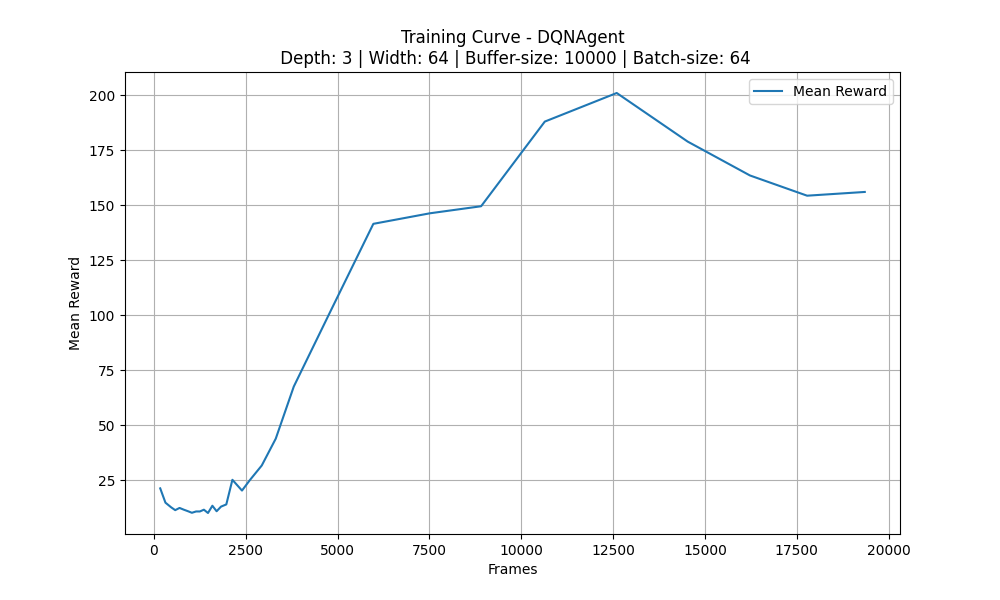 Training Curve - DQNAgent
Depth: 3 | Width: 64 | Buffer-size: 10000 | Batch-size: 64
Mean Reward
200
175
150
125
100
75
50
25
Mean Reward
0 2500 5000 7500 10000 12500 15000 17500 20000
Frames